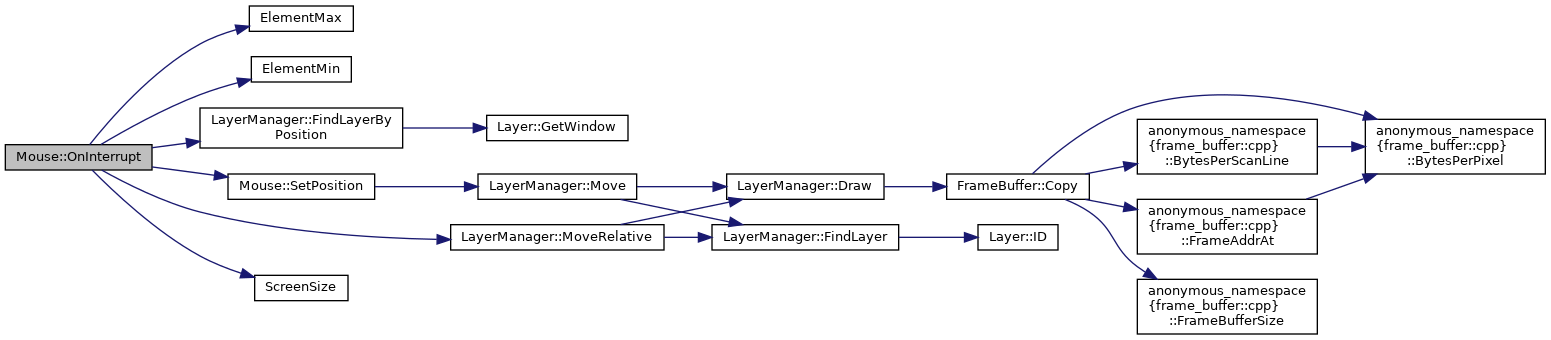 ElementMax
ElementMin
LayerManager::FindLayerBy
Position
Layer::GetWindow
Mouse::OnInterrupt
Mouse::SetPosition
LayerManager::Move
LayerManager::MoveRelative
ScreenSize
LayerManager::Draw
LayerManager::FindLayer
FrameBuffer::Copy
Layer::ID
anonymous_namespace
{frame_buffer::cpp}
::BytesPerScanLine
anonymous_namespace
{frame_buffer::cpp}
::FrameAddrAt
anonymous_namespace
{frame_buffer::cpp}
::FrameBufferSize
anonymous_namespace
{frame_buffer::cpp}
::BytesPerPixel